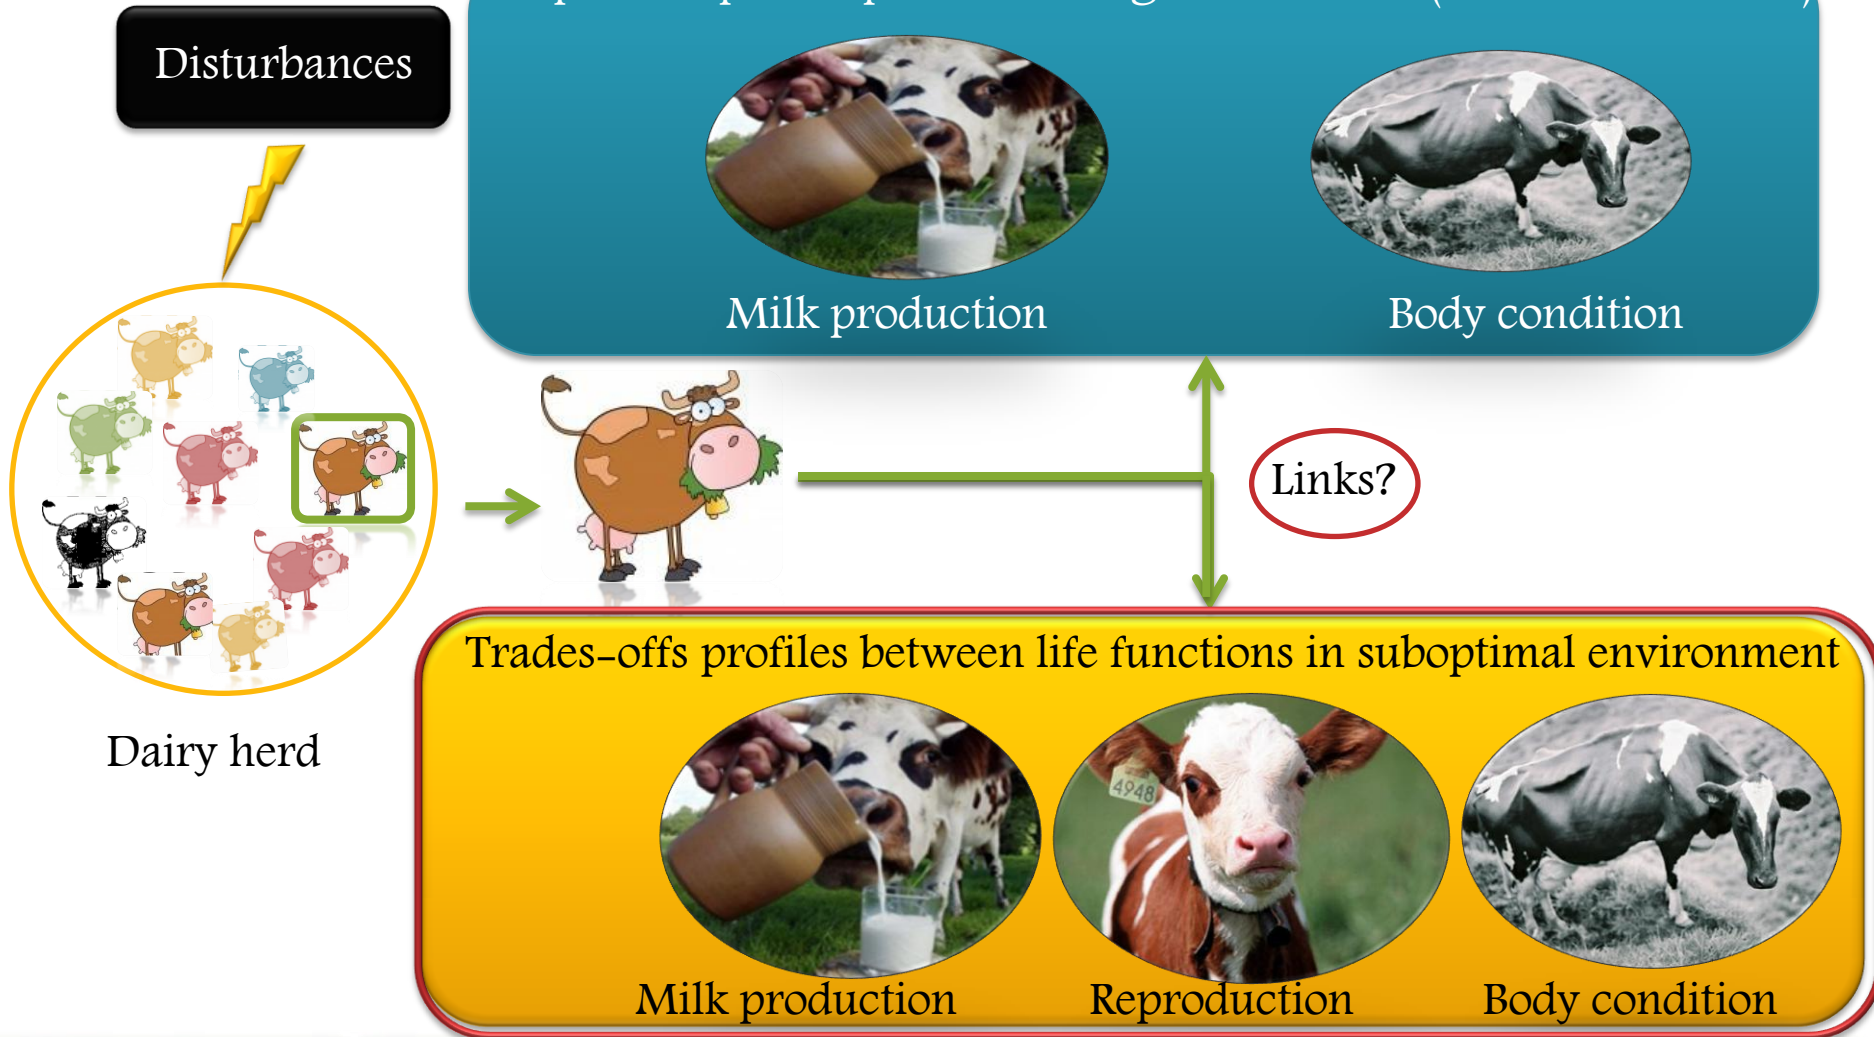 Disturbances
Milk production
Body condition
Links?
Trades-offs profiles between life functions in suboptimal environment
Dairy herd
4948
Milk production
Reproduction
Body condition